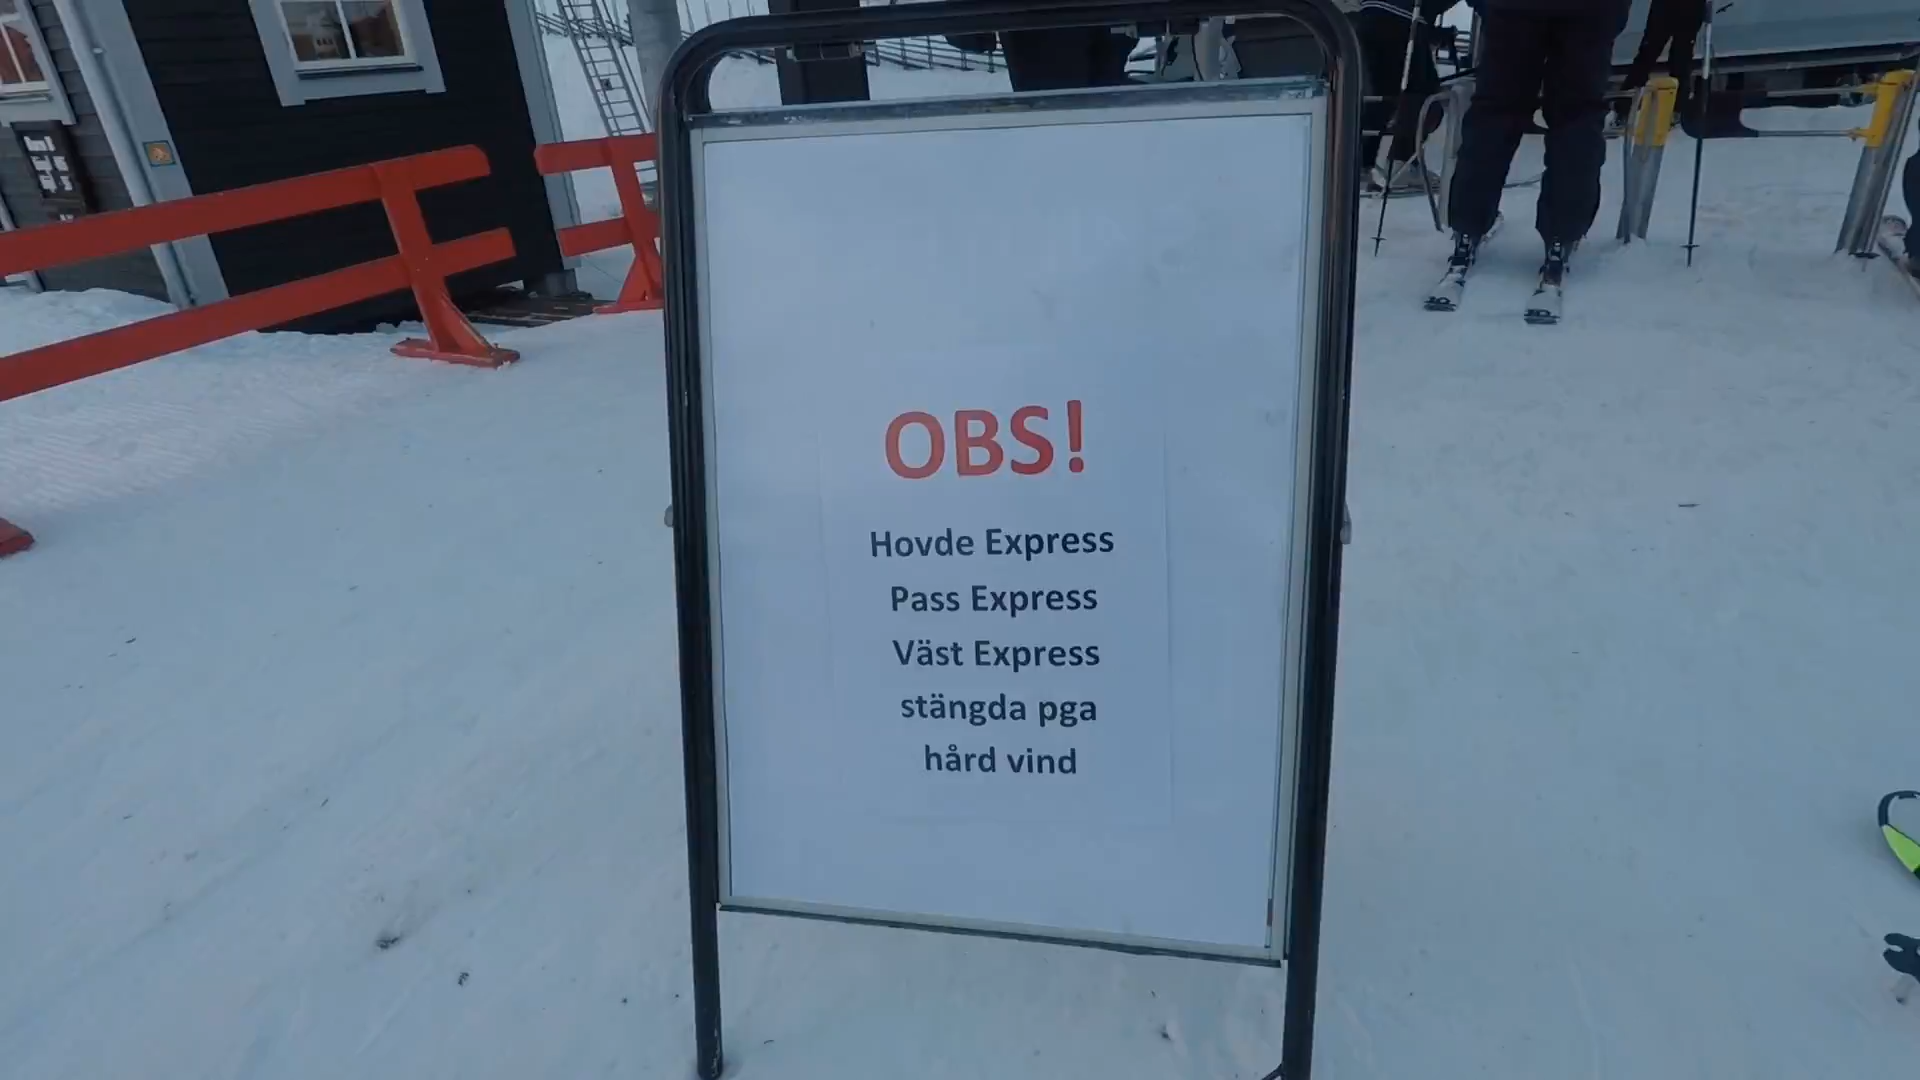 OBS!
Hovde Express
Pass Express
Väst Express
stängda pga
hård vind